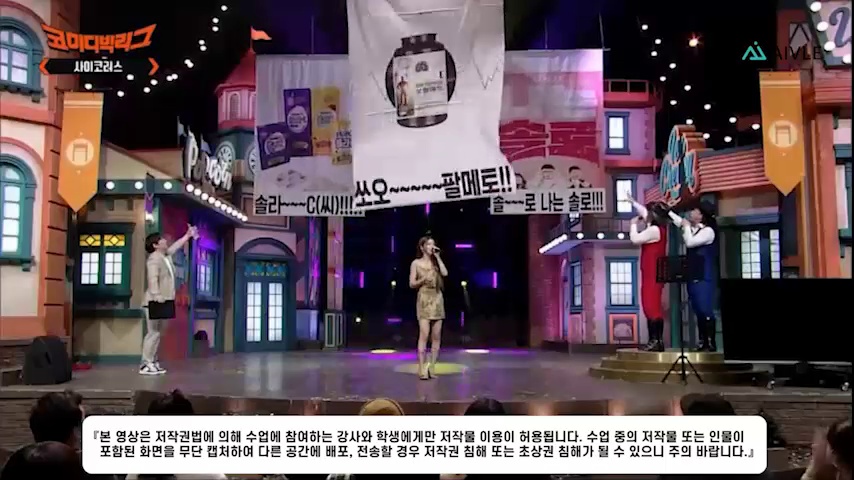 코미디빅리그
사이코러스
AIVLE
솔라~~~C(씨)!!!!
쏘오~~~~~팔메토!!
솔~~로 나는 솔로!!!
『본 영상은 저작권법에 의해 수업에 참여하는 강사와 학생에게만 저작물 이용이 허용됩니다. 수업 중의 저작물 또는 인물이
포함된 화면을 무단 캡처하여 다른 공간에 배포, 전송할 경우 저작권 침해 또는 초상권 침해가 될 수 있으니 주의 바랍니다.』